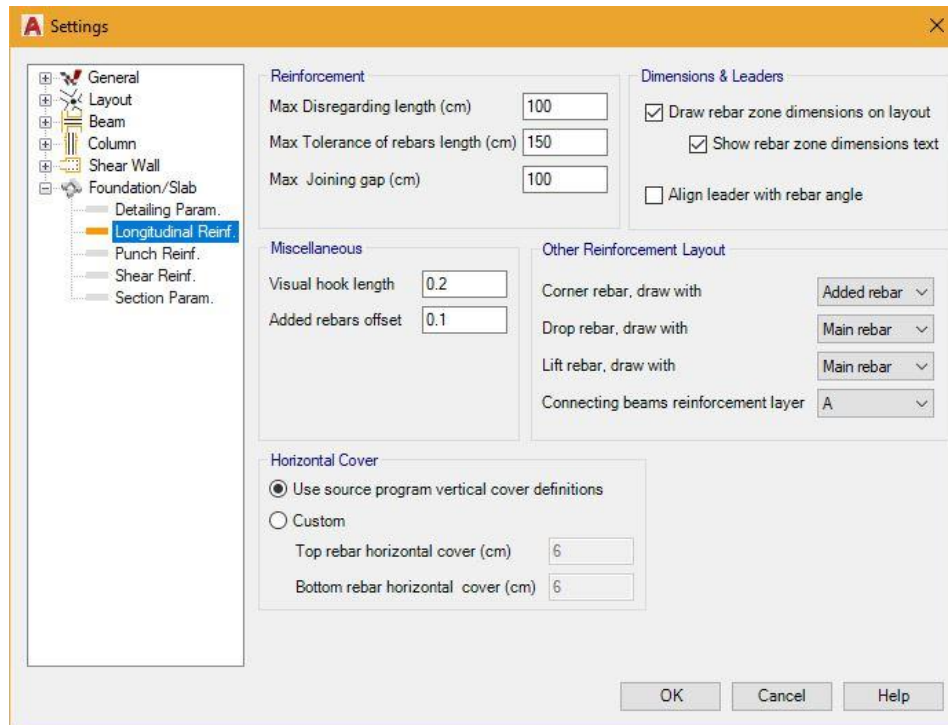 Settings
General
Layout
Beam
Column
Shear Wall
Foundation/Slab
Detailing Param.
Longitudinal Reinf.
Punch Reinf.
Shear Reinf.
Section Param.
Reinforcement
Max Disregarding length (cm) 100
Max Tolerance of rebars length (cm) 150
Max Joining gap (cm) 100
Dimensions & Leaders
Draw rebar zone dimensions on layout
Show rebar zone dimensions text
Align leader with rebar angle
Miscellaneous
Visual hook length 0.2
Added rebars offset 0.1
Other Reinforcement Layout
Corner rebar, draw with Added rebar
Drop rebar, draw with Main rebar
Lift rebar, draw with Main rebar
Connecting beams reinforcement layer A
Horizontal Cover
Use source program vertical cover definitions
Custom
Top rebar horizontal cover (cm) 6
Bottom rebar horizontal cover (cm) 6
OK Cancel Help